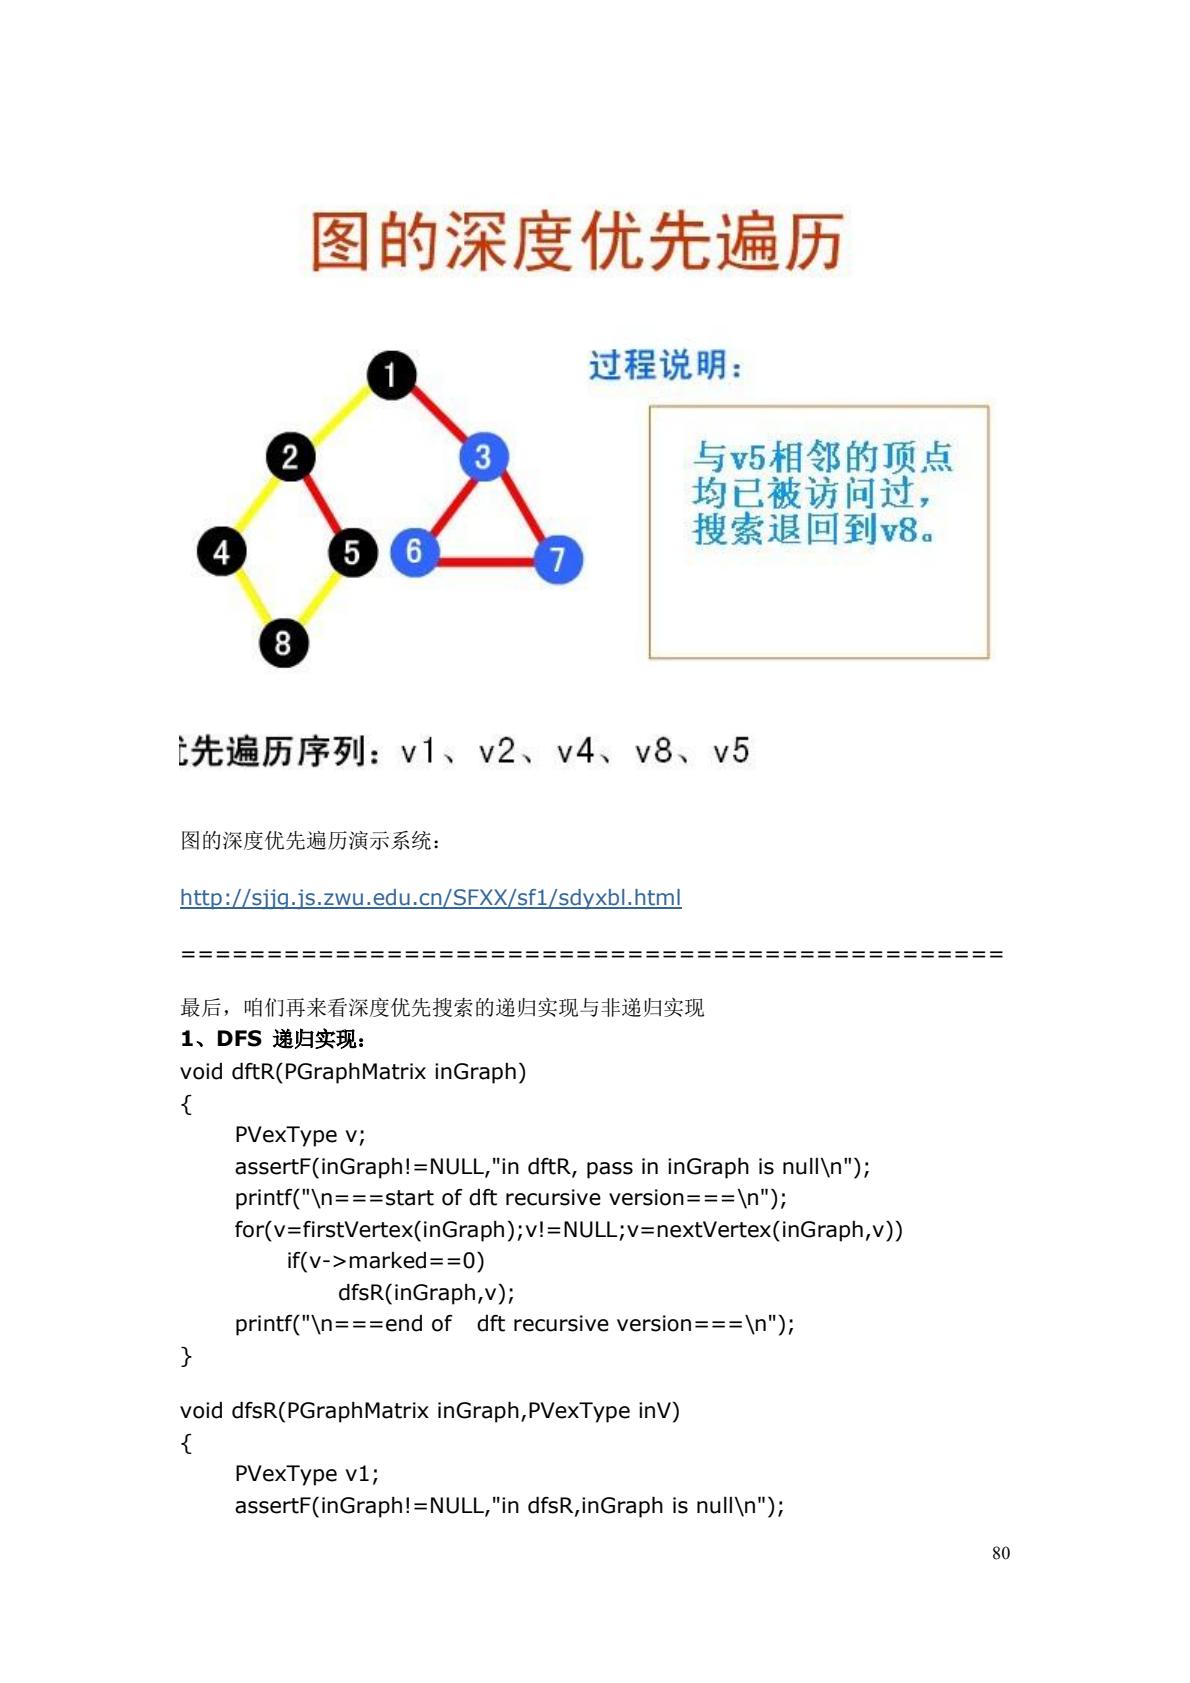 图的深度优先遍历
过程说明：
与v5相邻的顶点
均已被访问过，
搜索退回到v8。
1
2
3
4
5
6
7
8
先遍历序列：v1、v2、v4、v8、v5
图的深度优先遍历演示系统：
http://sjjg.js.zwu.edu.cn/SFXX/sf1/sdyxbl.html
================================================
最后，咱们再来看深度优先搜索的递归实现与非递归实现
1、DFS 递归实现：
void dftR(PGraphMatrix inGraph)
{
PVexType v;
assertF(inGraph!=NULL,"in dftR, pass in inGraph is null\n");
printf("\n===start of dft recursive version===\n");
for(v=firstVertex(inGraph);v!=NULL;v=nextVertex(inGraph,v))
if(v->marked==0)
dfsR(inGraph,v);
printf("\n===end of   dft recursive version===\n");
}
void dfsR(PGraphMatrix inGraph,PVexType inV)
{
PVexType v1;
assertF(inGraph!=NULL,"in dfsR,inGraph is null\n");
80